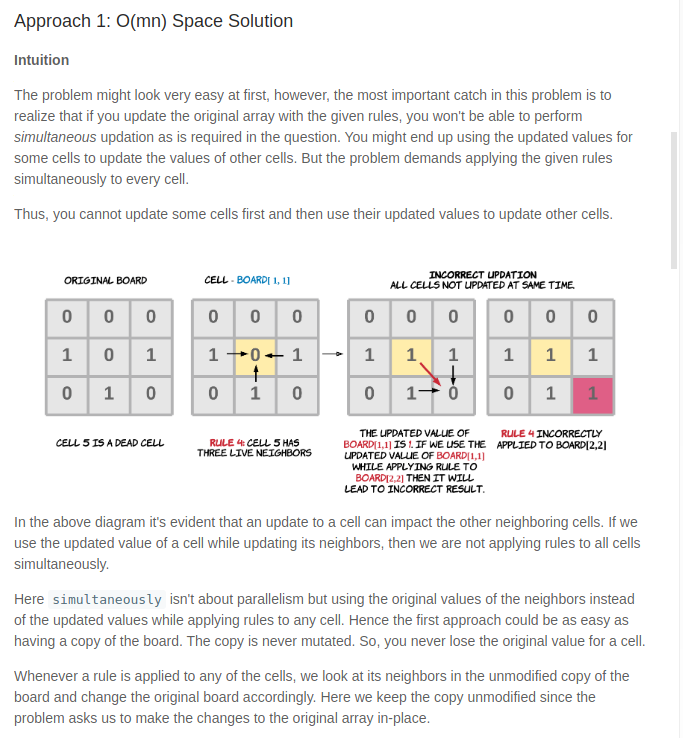 Approach 1: O(mn) Space Solution
Intuition
The problem might look very easy at first, however, the most important catch in this problem is to
realize that if you update the original array with the given rules, you won't be able to perform
simultaneous updation as is required in the question. You might end up using the updated values for
some cells to update the values of other cells. But the problem demands applying the given rules
simultaneously to every cell.
Thus, you cannot update some cells first and then use their updated values to update other cells.
ORIGINAL BOARD
0 0 0
1 0 1
0 1 0
CELL 5 IS A DEAD CELL
CELL - BOARD[ 1, 1]
0 0 0
1 0 1
0 1 0
RULE 4: CELL 5 HAS
THREE LIVE NEIGHBORS
INCORRECT UPDATION
ALL CELLS NOT UPDATED AT SAME TIME.
0 0 0
1 1 1
0 1 0
THE UPDATED VALUE OF
BOARD[1,1] IS 1. IF WE USE THE
UPDATED VALUE OF BOARD[1,1]
WHILE APPLYING RULE TO
BOARD[2,2] THEN IT WILL
LEAD TO INCORRECT RESULT.
0 0 0
1 1 1
0 1 1
RULE 4 INCORRECTLY
APPLIED TO BOARD[2,2]
In the above diagram it's evident that an update to a cell can impact the other neighboring cells. If we
use the updated value of a cell while updating its neighbors, then we are not applying rules to all cells
simultaneously.
Here simultaneously isn't about parallelism but using the original values of the neighbors instead
of the updated values while applying rules to any cell. Hence the first approach could be as easy as
having a copy of the board. The copy is never mutated. So, you never lose the original value for a cell.
Whenever a rule is applied to any of the cells, we look at its neighbors in the unmodified copy of the
board and change the original board accordingly. Here we keep the copy unmodified since the
problem asks us to make the changes to the original array in-place.